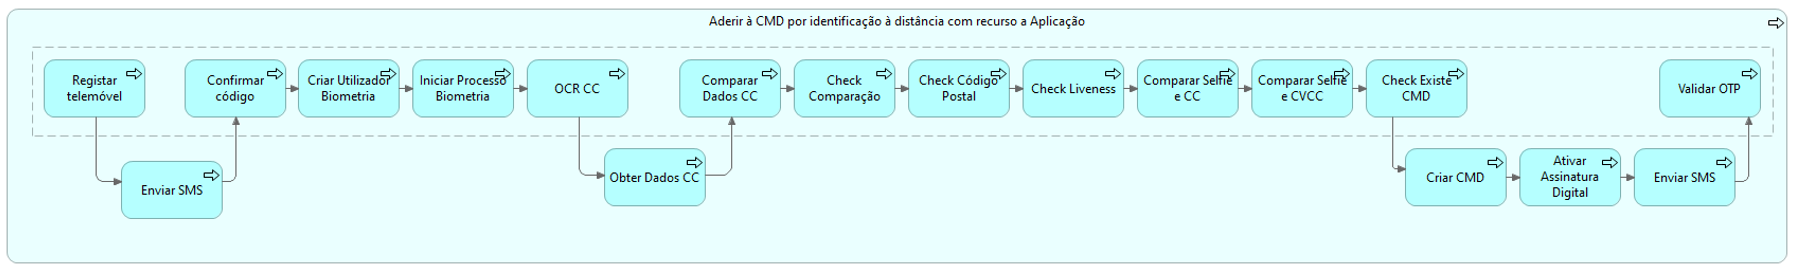 Aderir à CMD por identificação à distância com recurso a Aplicação
Registar
telemóvel
Confirmar
código
Criar Utilizador
Biometria
Iniciar Processo
Biometria
OCR CC
Comparar
Dados CC
Check
Comparação
Check Código
Postal
Check Liveness
Comparar Selfie
e CC
Comparar Selfie
e CVCC
Check Existe
CMD
Validar OTP
Enviar SMS
Obter Dados CC
Criar CMD
Ativar
Assinatura
Digital
Enviar SMS